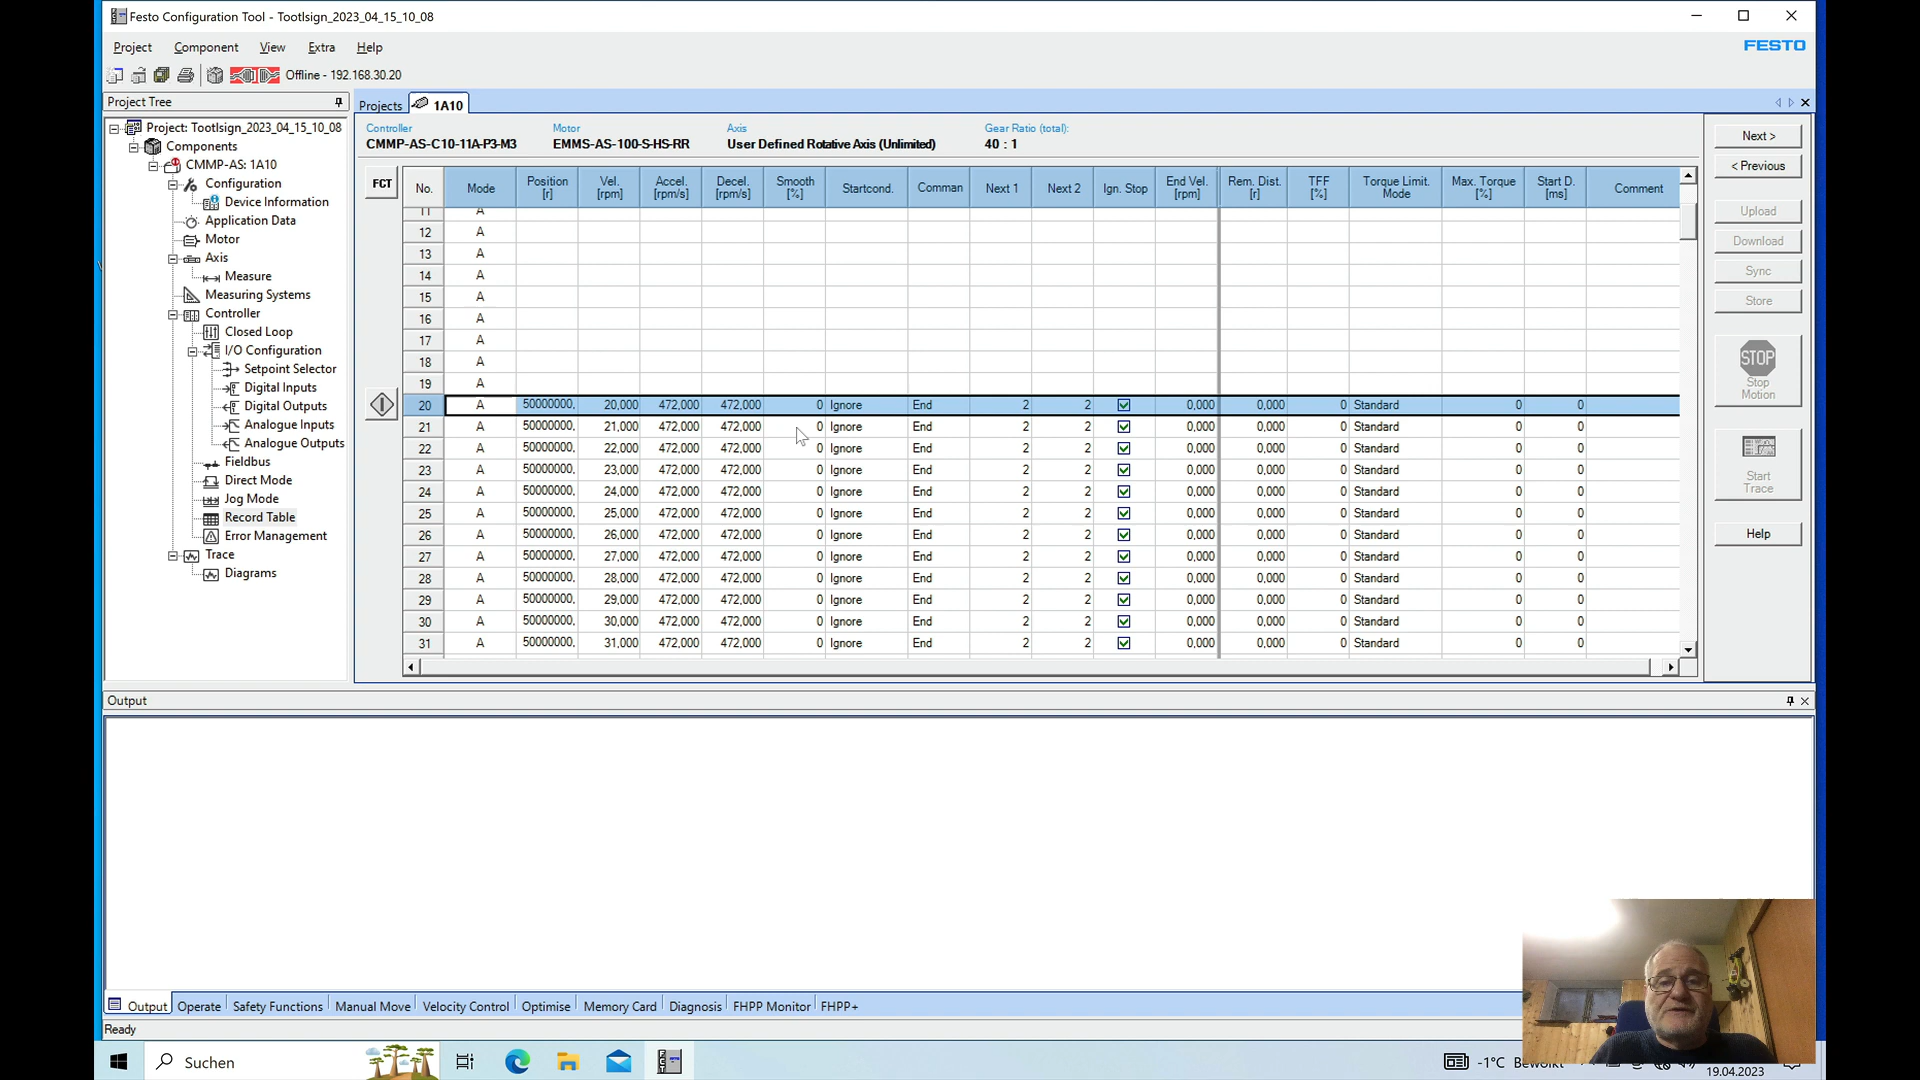 Festo Configuration Tool - Tootlsign_2023_04_15_10_08
Project Component View Extra Help
FESTO
Offline - 192.168.30.20
Project Tree
Project: Tootlsign_2023_04_15_10_08
Components
CMMP-AS: 1A10
Configuration
Device Information
Application Data
Motor
Axis
Measure
Measuring Systems
Controller
Closed Loop
I/O Configuration
Setpoint Selector
Digital Inputs
Digital Outputs
Analogue Inputs
Analogue Outputs
Fieldbus
Direct Mode
Jog Mode
Record Table
Error Management
Trace
Diagrams
Projects 1A10
Controller Motor Axis Gear Ratio (total):
CMMP-AS-C10-11A-P3-M3 EMMS-AS-100-S-HS-RR User Defined Rotative Axis (Unlimited) 40 : 1
FCT
No. Mode Position [r] Vel. [rpm] Accel. [rpm/s] Decel. [rpm/s] Smooth [%] Startcond. Comman Next 1 Next 2 Ign. Stop End Vel. [rpm] Rem. Dist. [r] TFF [%] Torque Limit. Mode Max. Torque [%] Start D. [ms] Comment
11 A
12 A
13 A
14 A
15 A
16 A
17 A
18 A
19 A
20 A 50000000, 20,000 472,000 472,000 0 Ignore End 2 2 0,000 0,000 0 Standard 0 0
21 A 50000000, 21,000 472,000 472,000 0 Ignore End 2 2 0,000 0,000 0 Standard 0 0
22 A 50000000, 22,000 472,000 472,000 0 Ignore End 2 2 0,000 0,000 0 Standard 0 0
23 A 50000000, 23,000 472,000 472,000 0 Ignore End 2 2 0,000 0,000 0 Standard 0 0
24 A 50000000, 24,000 472,000 472,000 0 Ignore End 2 2 0,000 0,000 0 Standard 0 0
25 A 50000000, 25,000 472,000 472,000 0 Ignore End 2 2 0,000 0,000 0 Standard 0 0
26 A 50000000, 26,000 472,000 472,000 0 Ignore End 2 2 0,000 0,000 0 Standard 0 0
27 A 50000000, 27,000 472,000 472,000 0 Ignore End 2 2 0,000 0,000 0 Standard 0 0
28 A 50000000, 28,000 472,000 472,000 0 Ignore End 2 2 0,000 0,000 0 Standard 0 0
29 A 50000000, 29,000 472,000 472,000 0 Ignore End 2 2 0,000 0,000 0 Standard 0 0
30 A 50000000, 30,000 472,000 472,000 0 Ignore End 2 2 0,000 0,000 0 Standard 0 0
31 A 50000000, 31,000 472,000 472,000 0 Ignore End 2 2 0,000 0,000 0 Standard 0 0
Next >
< Previous
Upload
Download
Sync
Store
STOP
Stop
Motion
Start
Trace
Help
Output
Output Operate Safety Functions Manual Move Velocity Control Optimise Memory Card Diagnosis FHPP Monitor FHPP+
Ready
Suchen
-1°C Bewölkt
19.04.2023